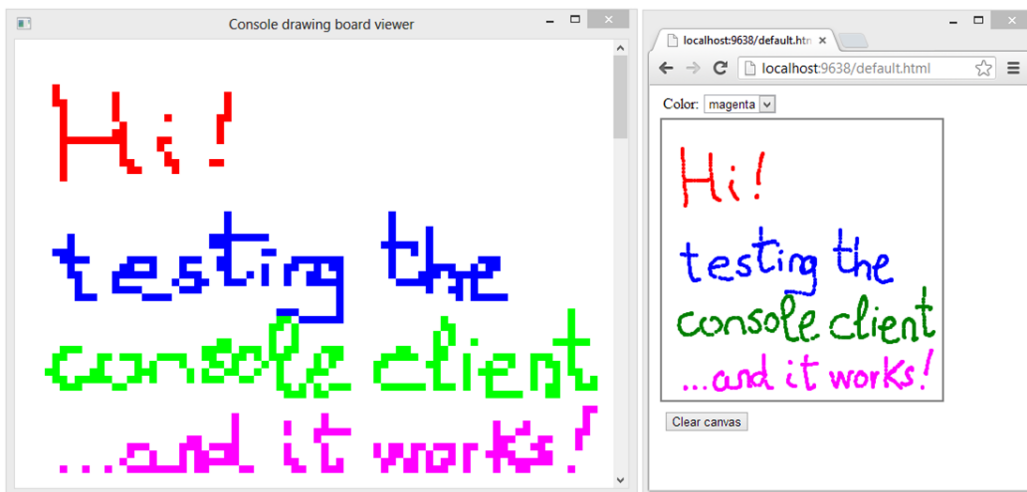 Console drawing board viewer
Hi!
testing the
console client
...and it works!
localhost:9638/default.htm
localhost:9638/default.html
Color: magenta
Hi!
testing the
console client
...and it works!
Clear canvas